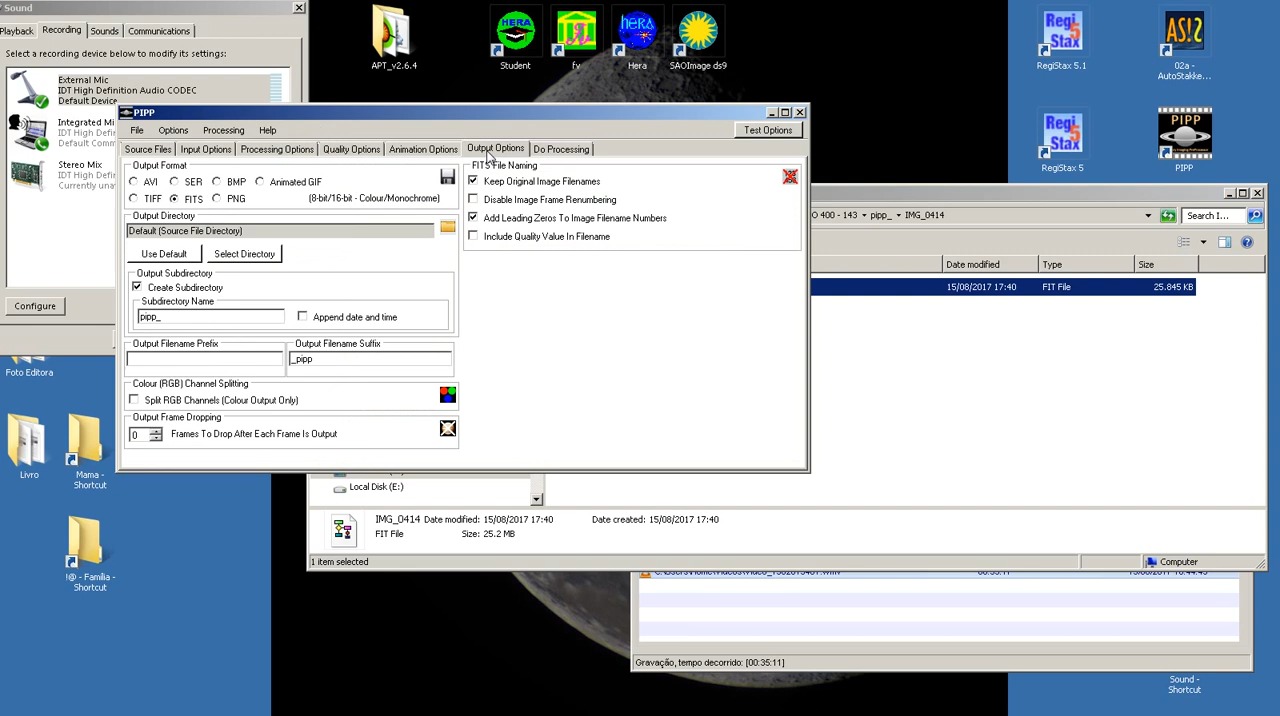 Sound
Playback Recording Sounds Communications
Select a recording device below to modify its settings:
External Mic
IDT High Definition Audio CODEC
Default Device
Integrated Mi
IDT High Defi
Default Comm
Stereo Mix
IDT High Defi
Currently una
Configure
APT_v2.6.4
HERA
Student
fv
hera
Hera
SAOImage ds9
Regi Stax
RegiStax 5.1
AS!2
02a -
AutoStakke...
Regi Stax 5
RegiStax 5
PIPP
PIPP
PIPP
File Options Processing Help
Test Options
Source Files Input Options Processing Options Quality Options Animation Options Output Options Do Processing
Output Format
AVI SER BMP Animated GIF
TIFF FITS PNG (8-bit/16-bit - Colour/Monochrome)
Output Directory
Default (Source File Directory)
Use Default Select Directory
Output Subdirectory
Create Subdirectory
Subdirectory Name
pipp_
Append date and time
Output Filename Prefix
Output Filename Suffix
_pipp
Colour (RGB) Channel Splitting
Split RGB Channels (Colour Output Only)
Output Frame Dropping
0 Frames To Drop After Each Frame Is Output
File Naming
Keep Original Image Filenames
Disable Image Frame Renumbering
Add Leading Zeros To Image Filename Numbers
Include Quality Value In Filename
O 400 - 143 pipp_ IMG_0414
Search I...
Date modified Type Size
15/08/2017 17:40 FIT File 25.845 KB
Local Disk (E:)
IMG_0414 Date modified: 15/08/2017 17:40 Date created: 15/08/2017 17:40
FIT File Size: 25.2 MB
1 item selected
Computer
Gravação, tempo decorrido: [00:35:11]
Foto Editora
Livro
Mama -
Shortcut
!@ - Familia -
Shortcut
Sound -
Shortcut